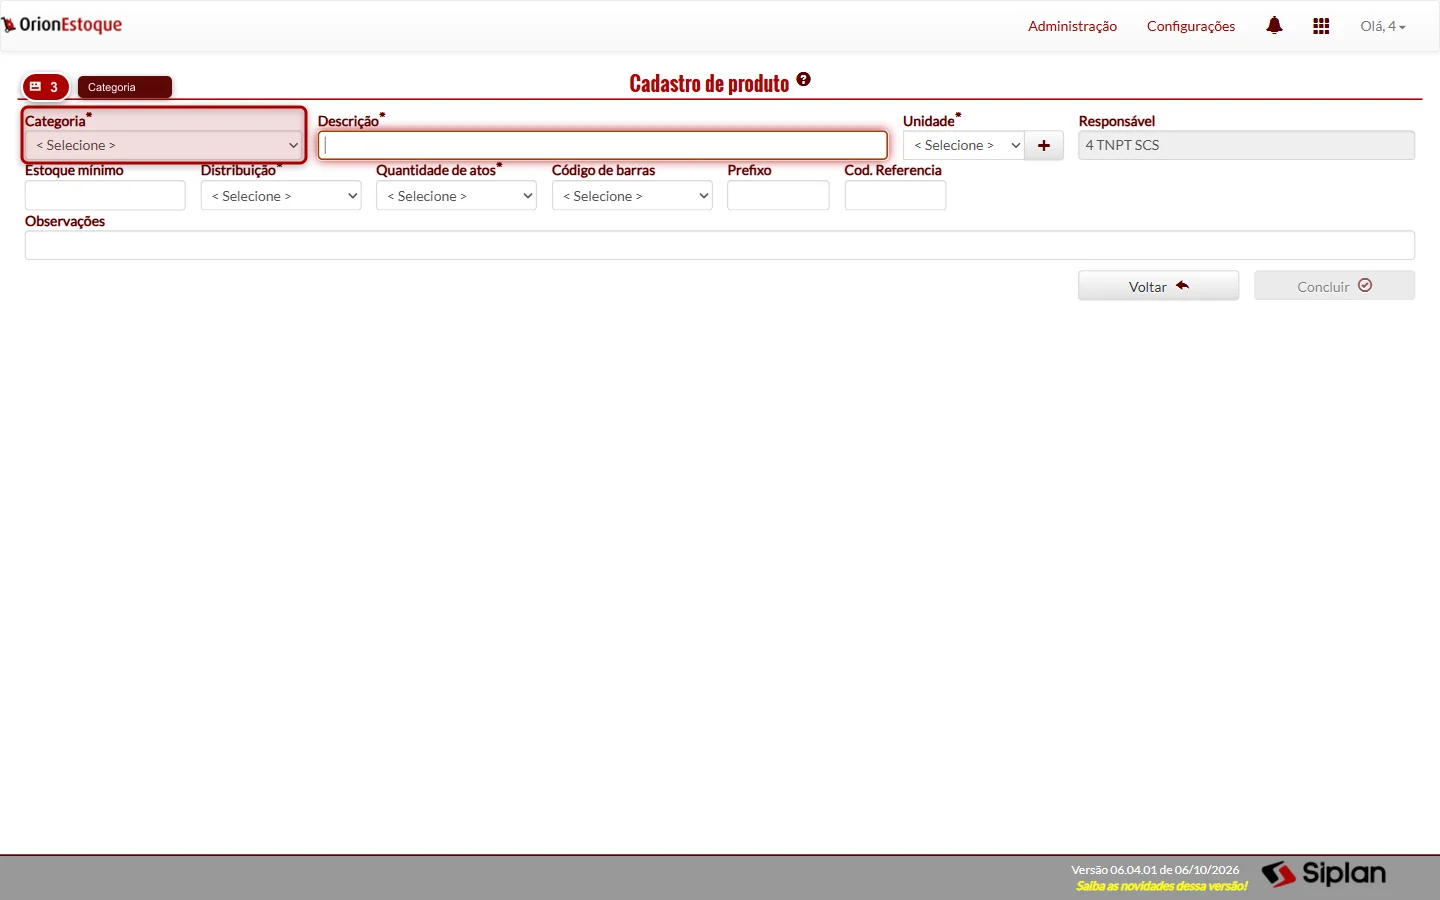 OrionEstoque
Administração
Configurações
Olá, 4
3
Categoria
Cadastro de produto ?
Categoria*
Descrição*
Unidade*
Responsável
< Selecione >
< Selecione >
4 TNPT SCS
Estoque mínimo
Distribuição*
Quantidade de atos*
Código de barras
Prefixo
Cod. Referencia
< Selecione >
< Selecione >
< Selecione >
Observações
Voltar
Concluir
Versão 06.04.01 de 06/10/2026
Saiba as novidades dessa versão!
Siplan